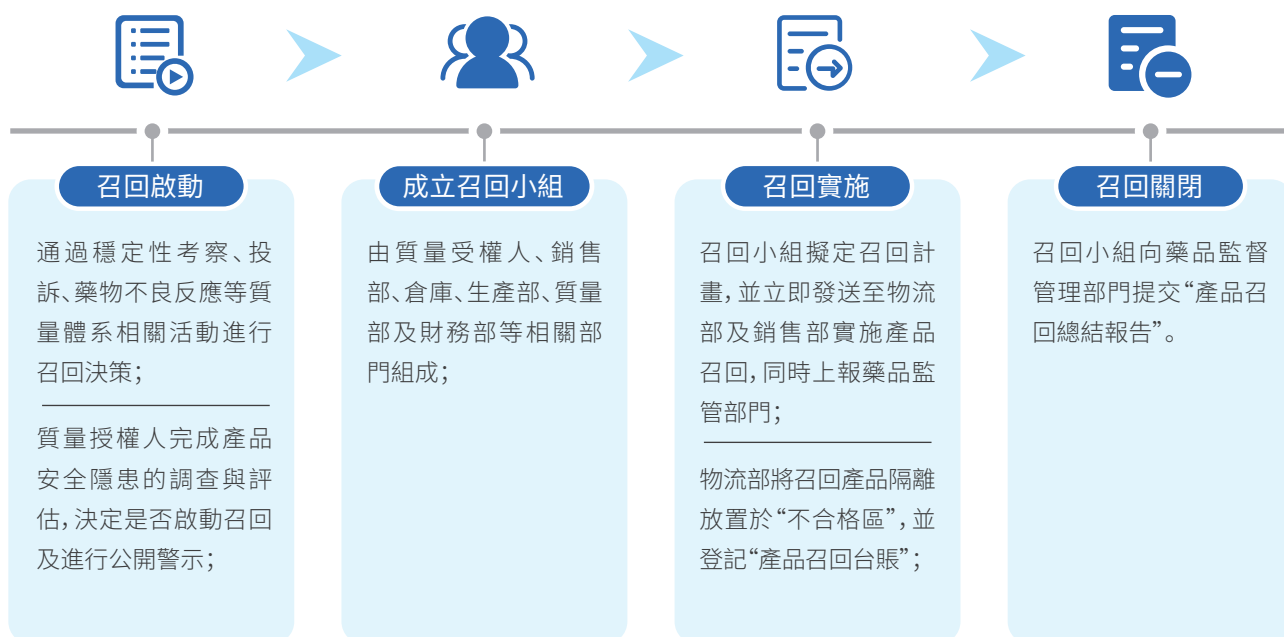 召回啟動
通過穩定性考察、投
訴、藥物不良反應等質
量體系相關活動進行
召回決策；
質量授權人完成產品
安全隱患的調查與評
估，決定是否啟動召回
及進行公開警示；
成立召回小組
由質量受權人、銷售
部、倉庫、生產部、質量
部及財務部等相關部
門組成；
召回實施
召回小組擬定召回計
畫，並立即發送至物流
部及銷售部實施產品
召回，同時上報藥品監
管部門；
物流部將召回產品隔離
放置於“不合格區”，並
登記“產品召回台賬”；
召回關閉
召回小組向藥品監督
管理部門提交“產品召
回總結報告”。